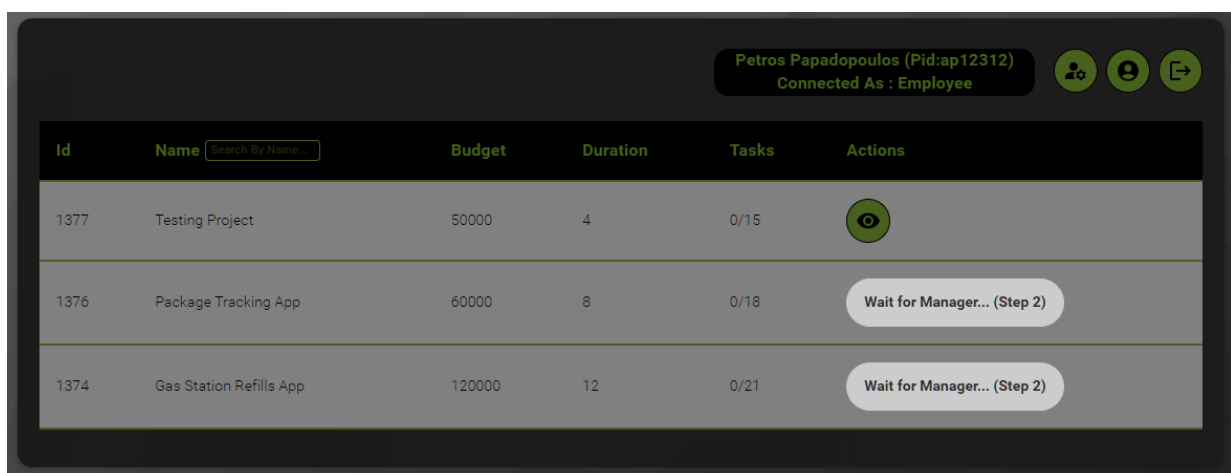 Petros Papadopoulos (Pid:ap12312)
Connected As : Employee
Id Name Search By Name... Budget Duration Tasks Actions
1377 Testing Project 50000 4 0/15
1376 Package Tracking App 60000 8 0/18 Wait for Manager... (Step 2)
1374 Gas Station Refills App 120000 12 0/21 Wait for Manager... (Step 2)